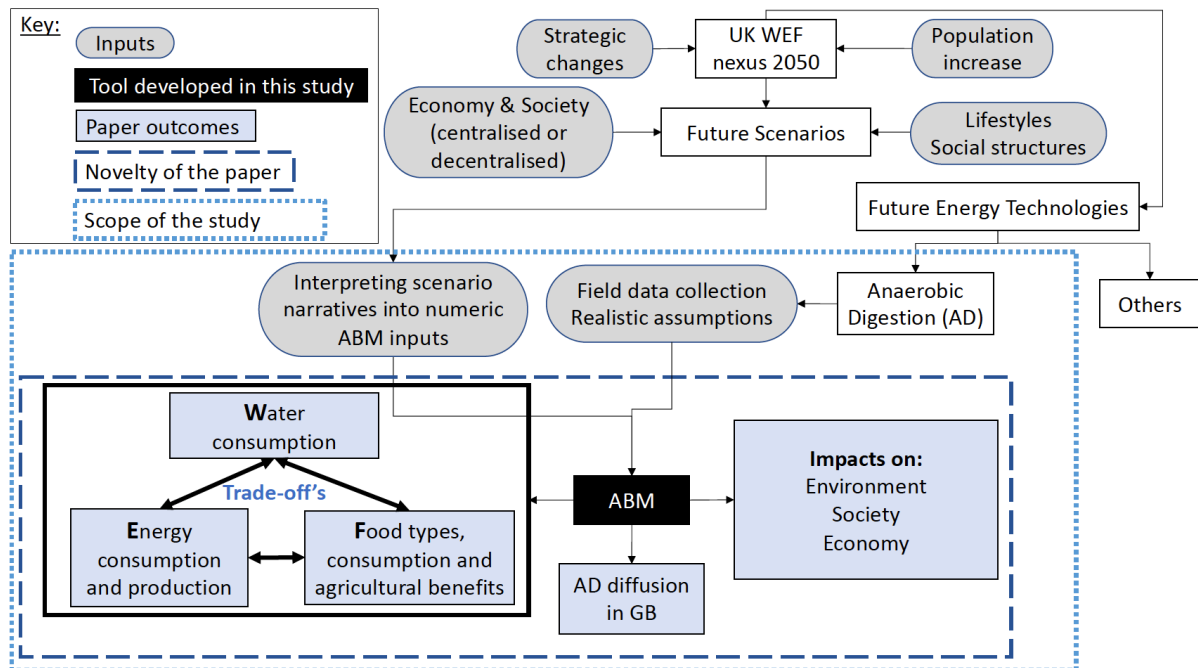 Key:
Inputs
Tool developed in this study
Paper outcomes
Novelty of the paper
Scope of the study
Strategic
changes
UK WEF
nexus 2050
Population
increase
Economy & Society
(centralised or
decentralised)
Future Scenarios
Lifestyles
Social structures
Future Energy Technologies
Interpreting scenario
narratives into numeric
ABM inputs
Field data collection
Realistic assumptions
Anaerobic
Digestion (AD)
Others
Water
consumption
Trade-off's
Energy
consumption
and production
Food types,
consumption and
agricultural benefits
ABM
AD diffusion
in GB
Impacts on:
Environment
Society
Economy